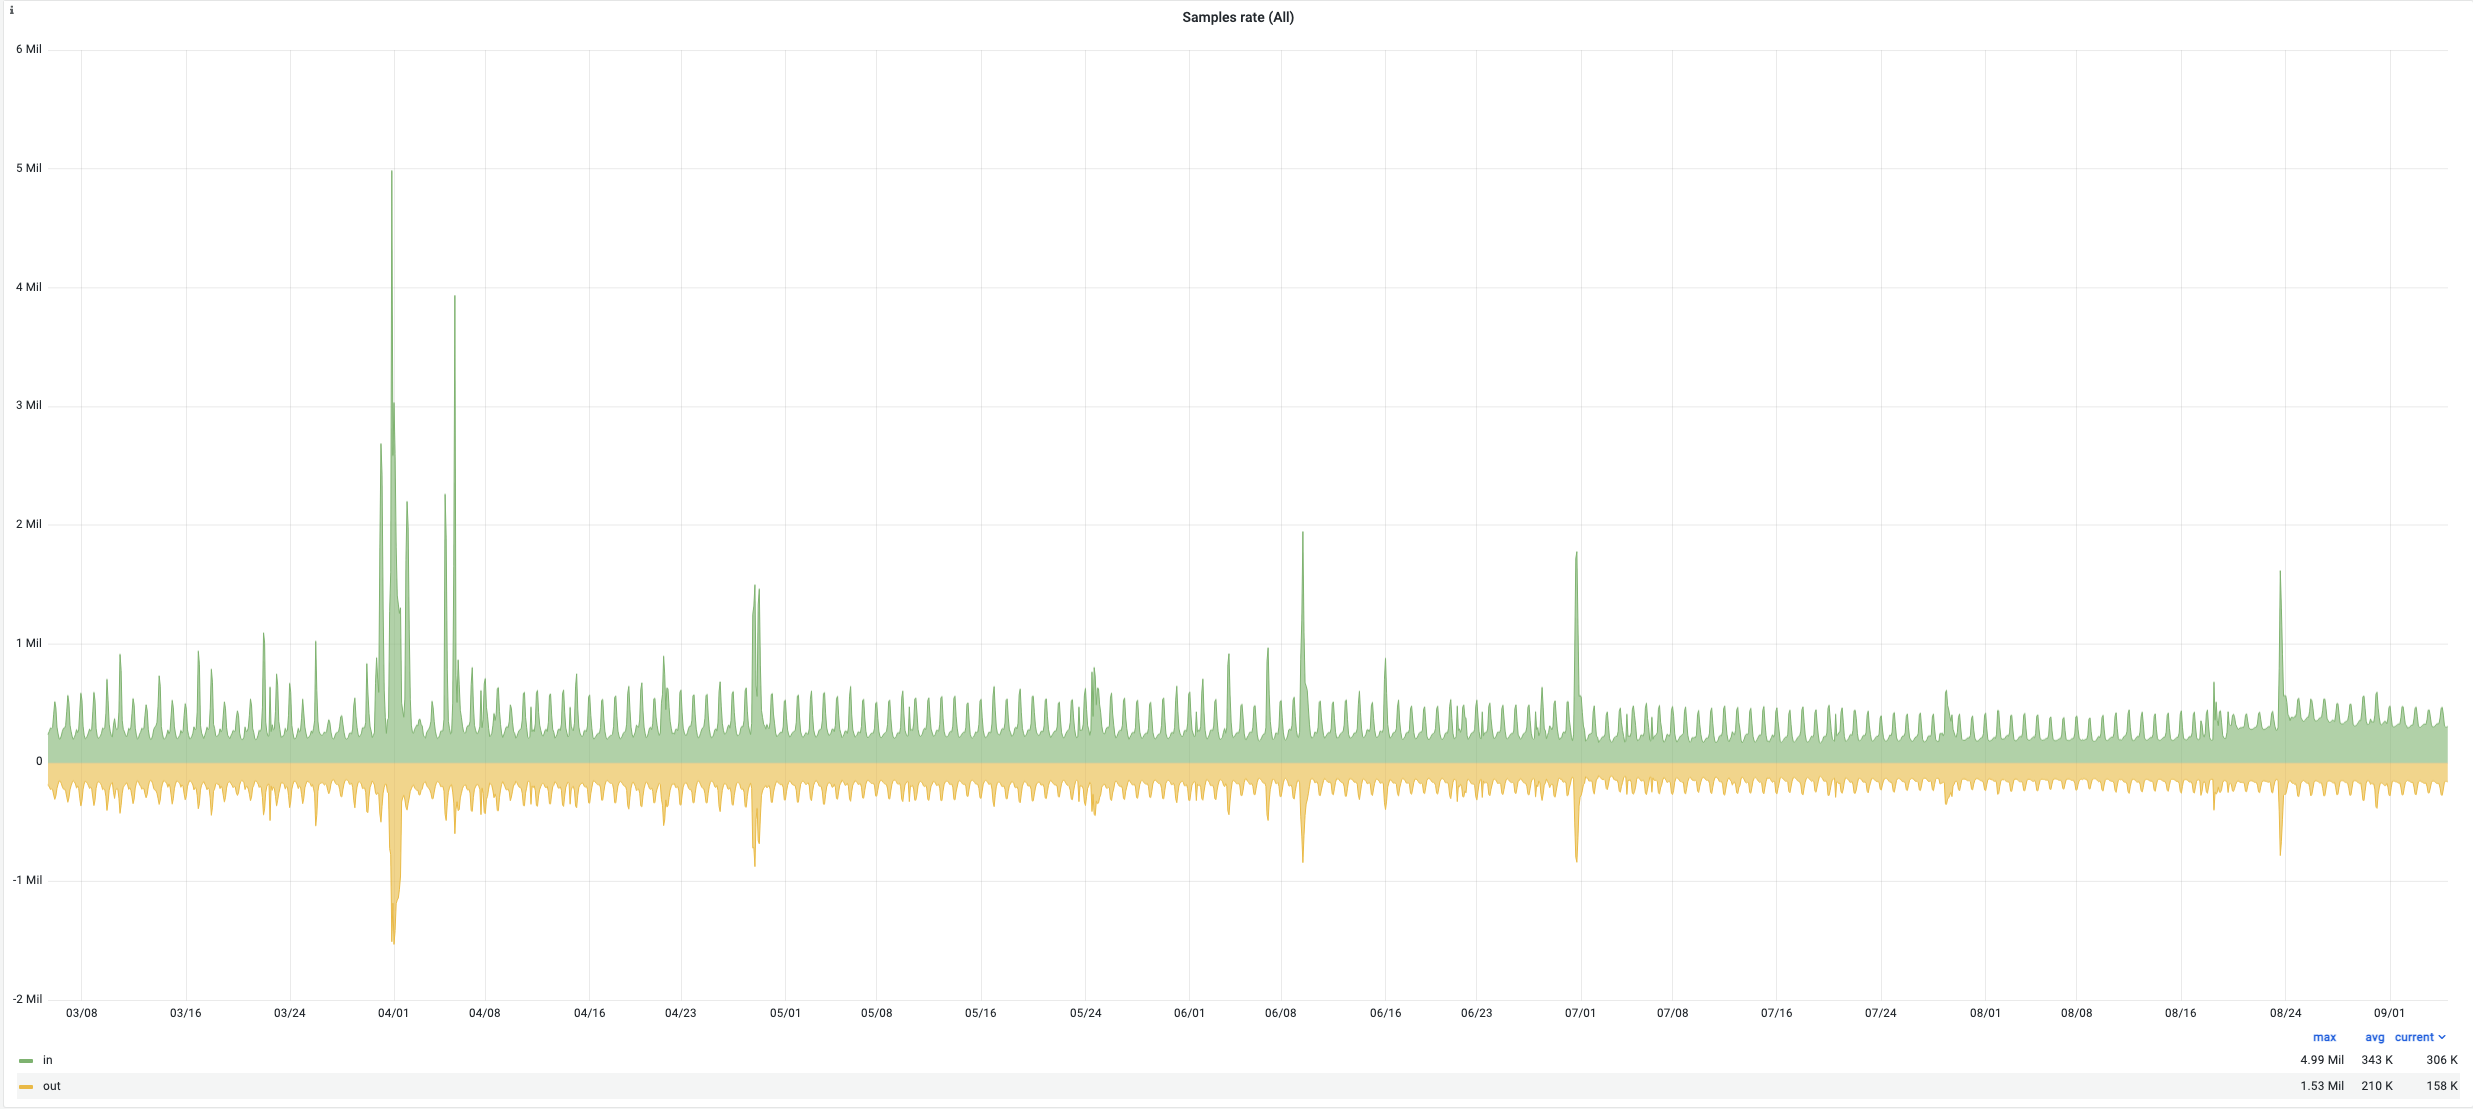 i
Samples rate (All)
6 Mil
5 Mil
4 Mil
3 Mil
2 Mil
1 Mil
0
-1 Mil
-2 Mil
03/08 03/16 03/24 04/01 04/08 04/16 04/23 05/01 05/08 05/16 05/24 06/01 06/08 06/16 06/23 07/01 07/08 07/16 07/24 08/01 08/08 08/16 08/24 09/01
max avg current
in 4.99 Mil 343 K 306 K
out 1.53 Mil 210 K 158 K